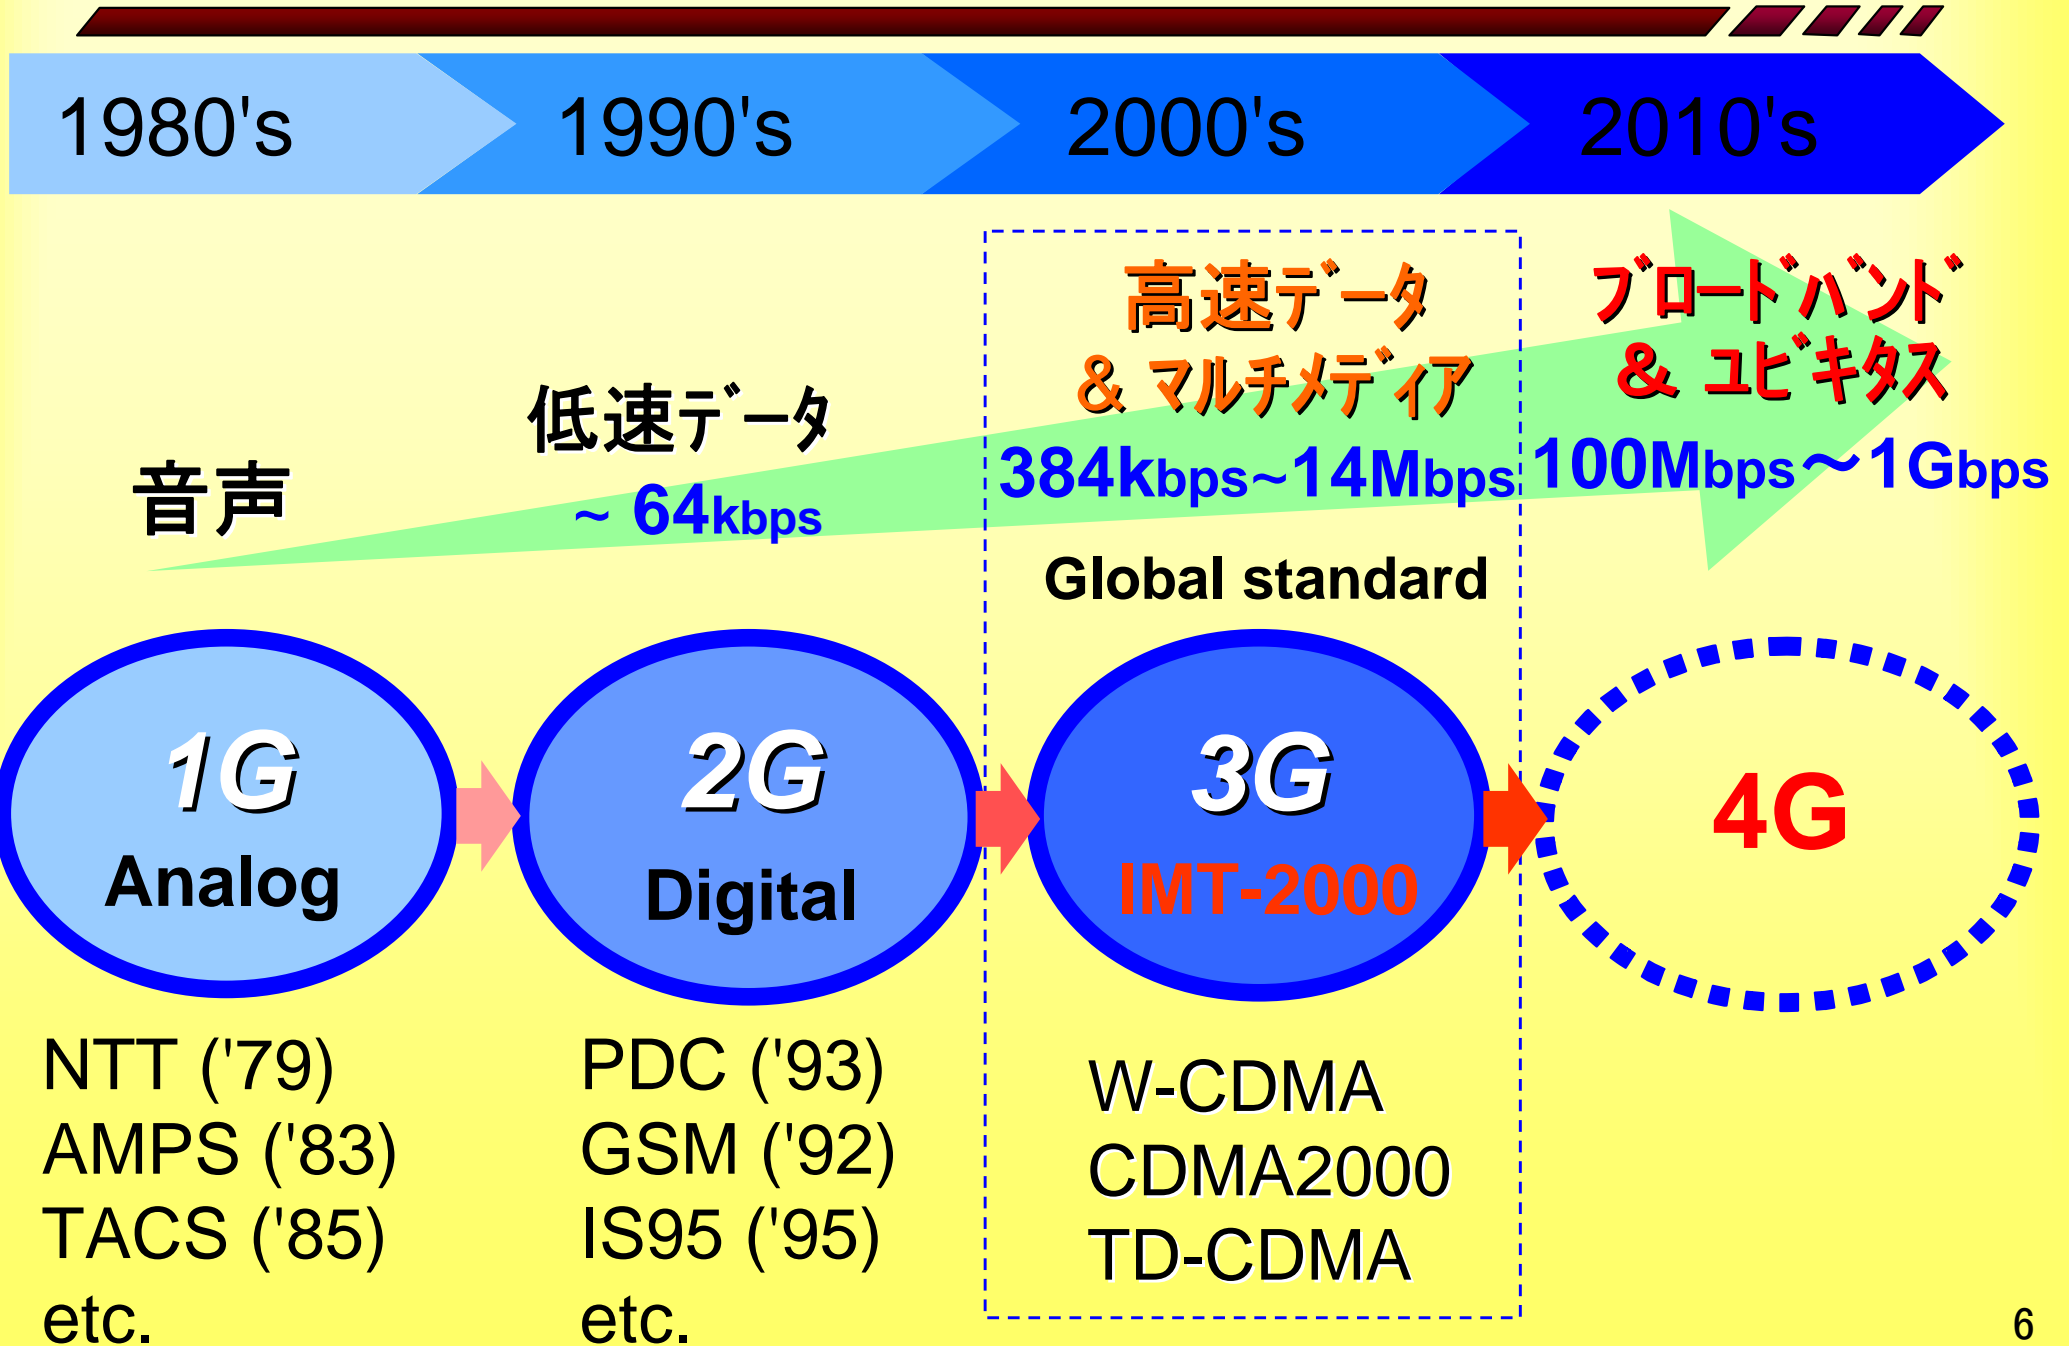 1980's
1990's
2000's
2010's
音声
低速データ
~ 64kbps
高速データ
& マルチメディア
384kbps~14Mbps
Global standard
ブロードバンド
& ユビキタス
100Mbps～1Gbps
1G
Analog
2G
Digital
3G
IMT-2000
4G
NTT ('79)
AMPS ('83)
TACS ('85)
etc.
PDC ('93)
GSM ('92)
IS95 ('95)
etc.
W-CDMA
CDMA2000
TD-CDMA
6